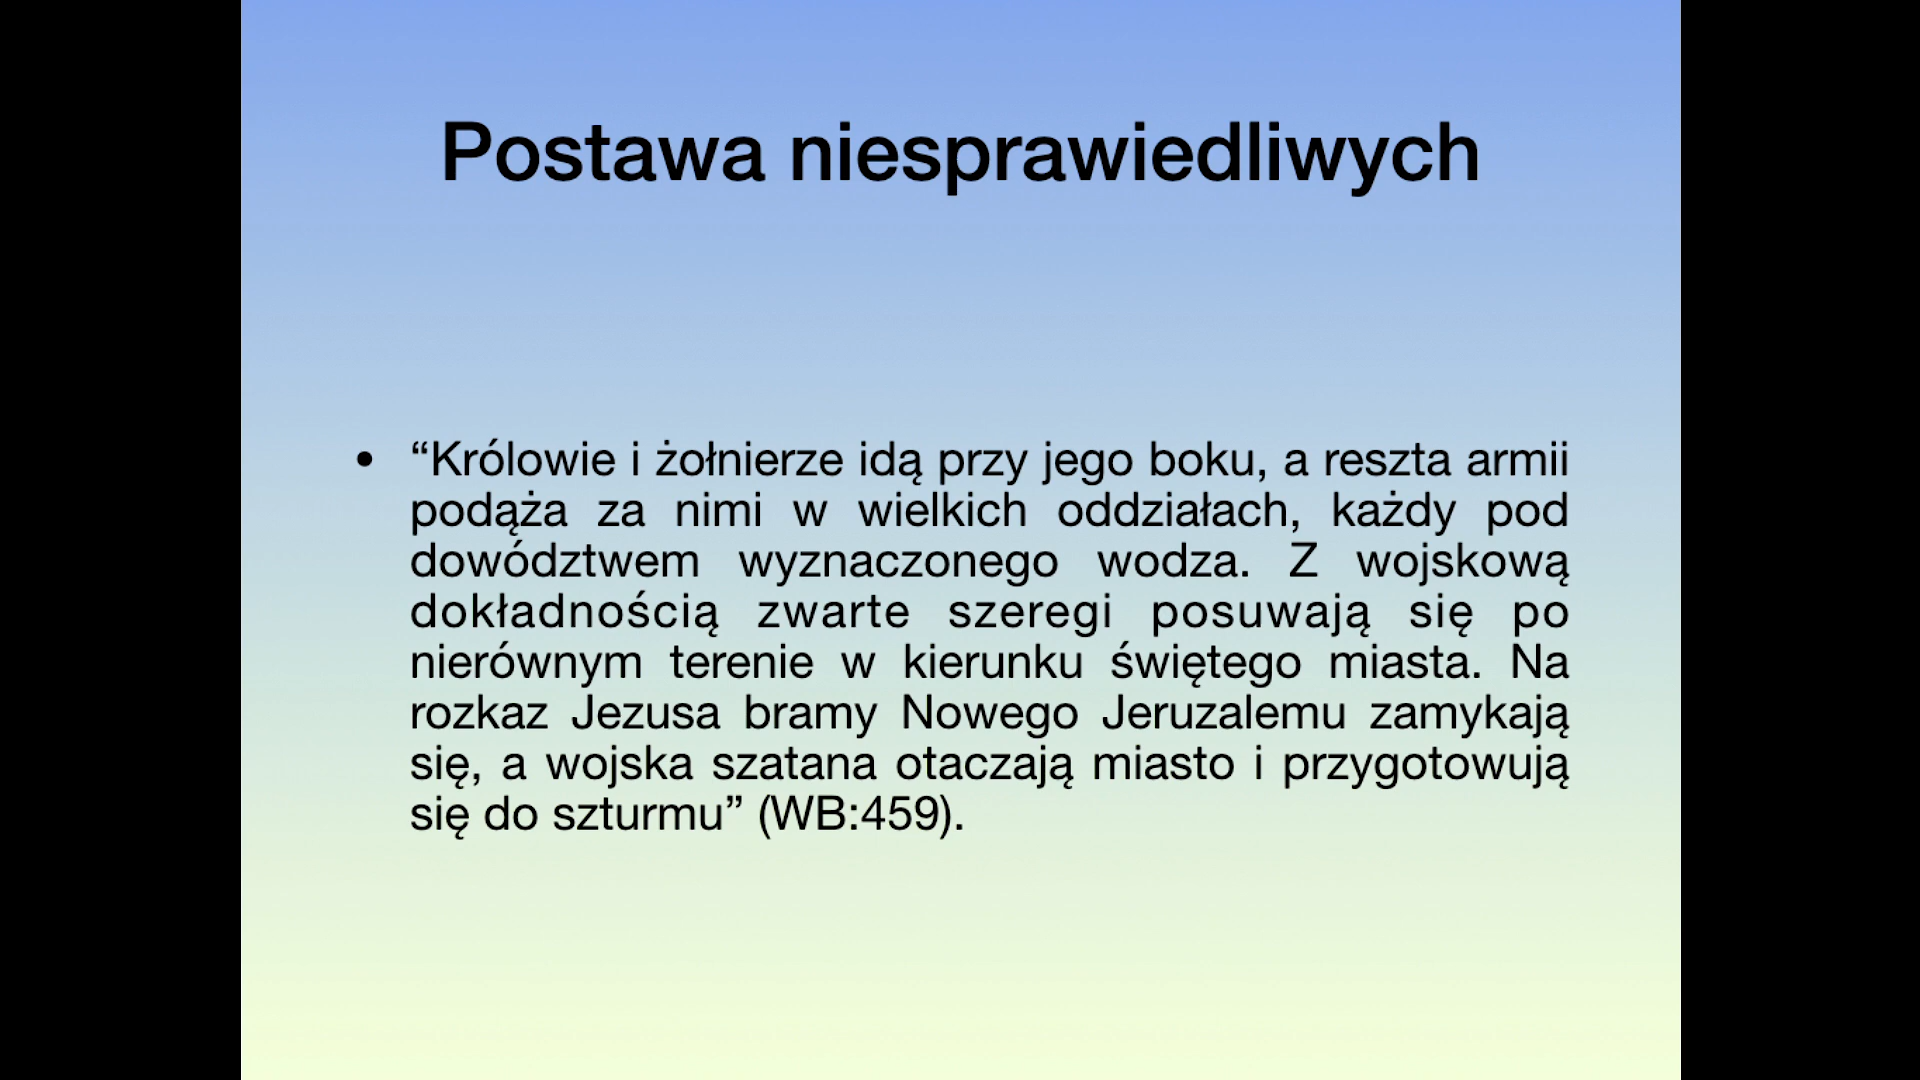 Postawa niesprawiedliwych
• “Królowie i żołnierze idą przy jego boku, a reszta armii
podąża za nimi w wielkich oddziałach, każdy pod
dowództwem wyznaczonego wodza. Z wojskową
dokładnością zwarte szeregi posuwają się po
nierównym terenie w kierunku świętego miasta. Na
rozkaz Jezusa bramy Nowego Jeruzalemu zamykają
się, a wojska szatana otaczają miasto i przygotowują
się do szturmu” (WB:459).